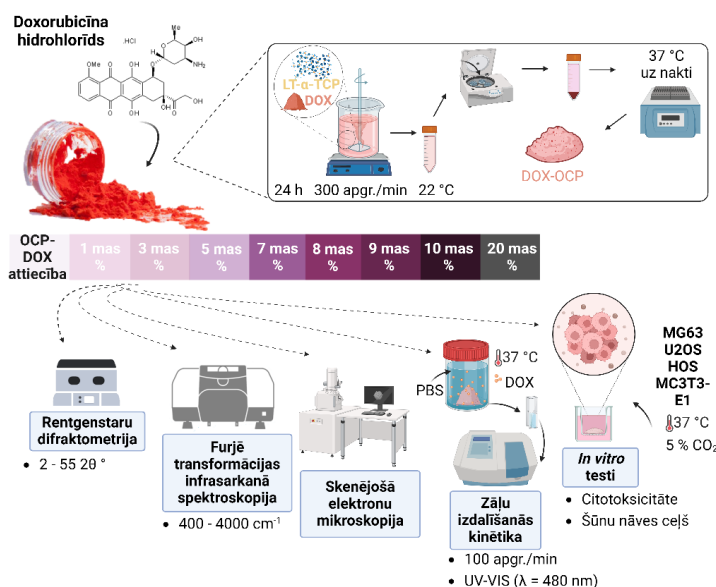 Doxorubicīna
hidrohlorīds
.HCl
Me
OH
O
NH₂
OMe
O
OH
O
OH
O
OH
OH
O
LT-α-TCP
DOX
24 h
300 apgr./min
22 °C
37 °C
uz nakti
DOX-OCP
OCP-
DOX
attiecība
1 mas
%
3 mas
%
5 mas
%
7 mas
%
8 mas
%
9 mas
%
10 mas
%
20 mas
%
Rentgenstaru
difraktometrija
• 2 - 55 2θ °
Furjē
transformācijas
infrasarkanā
spektroskopija
• 400 - 4000 cm⁻¹
Skenējošā
elektronu
mikroskopija
37 °C
DOX
PBS
Zāļu
izdalīšanās
kinētika
• 100 apgr./min
• UV-VIS (λ = 480 nm)
MG63
U2OS
HOS
MC3T3-
E1
37 °C
5 % CO₂
In vitro
testi
• Citotoksicitāte
• Šūnu nāves ceļš